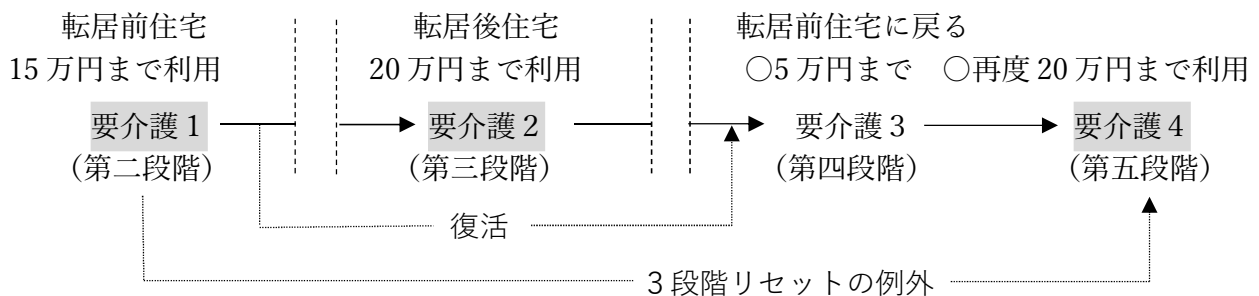 転居前住宅 転居後住宅 転居前住宅に戻る
15万円まで利用 20万円まで利用 ○5万円まで ○再度20万円まで利用
要介護1 要介護2 要介護3 要介護4
(第二段階) (第三段階) (第四段階) (第五段階)
復活
3段階リセットの例外